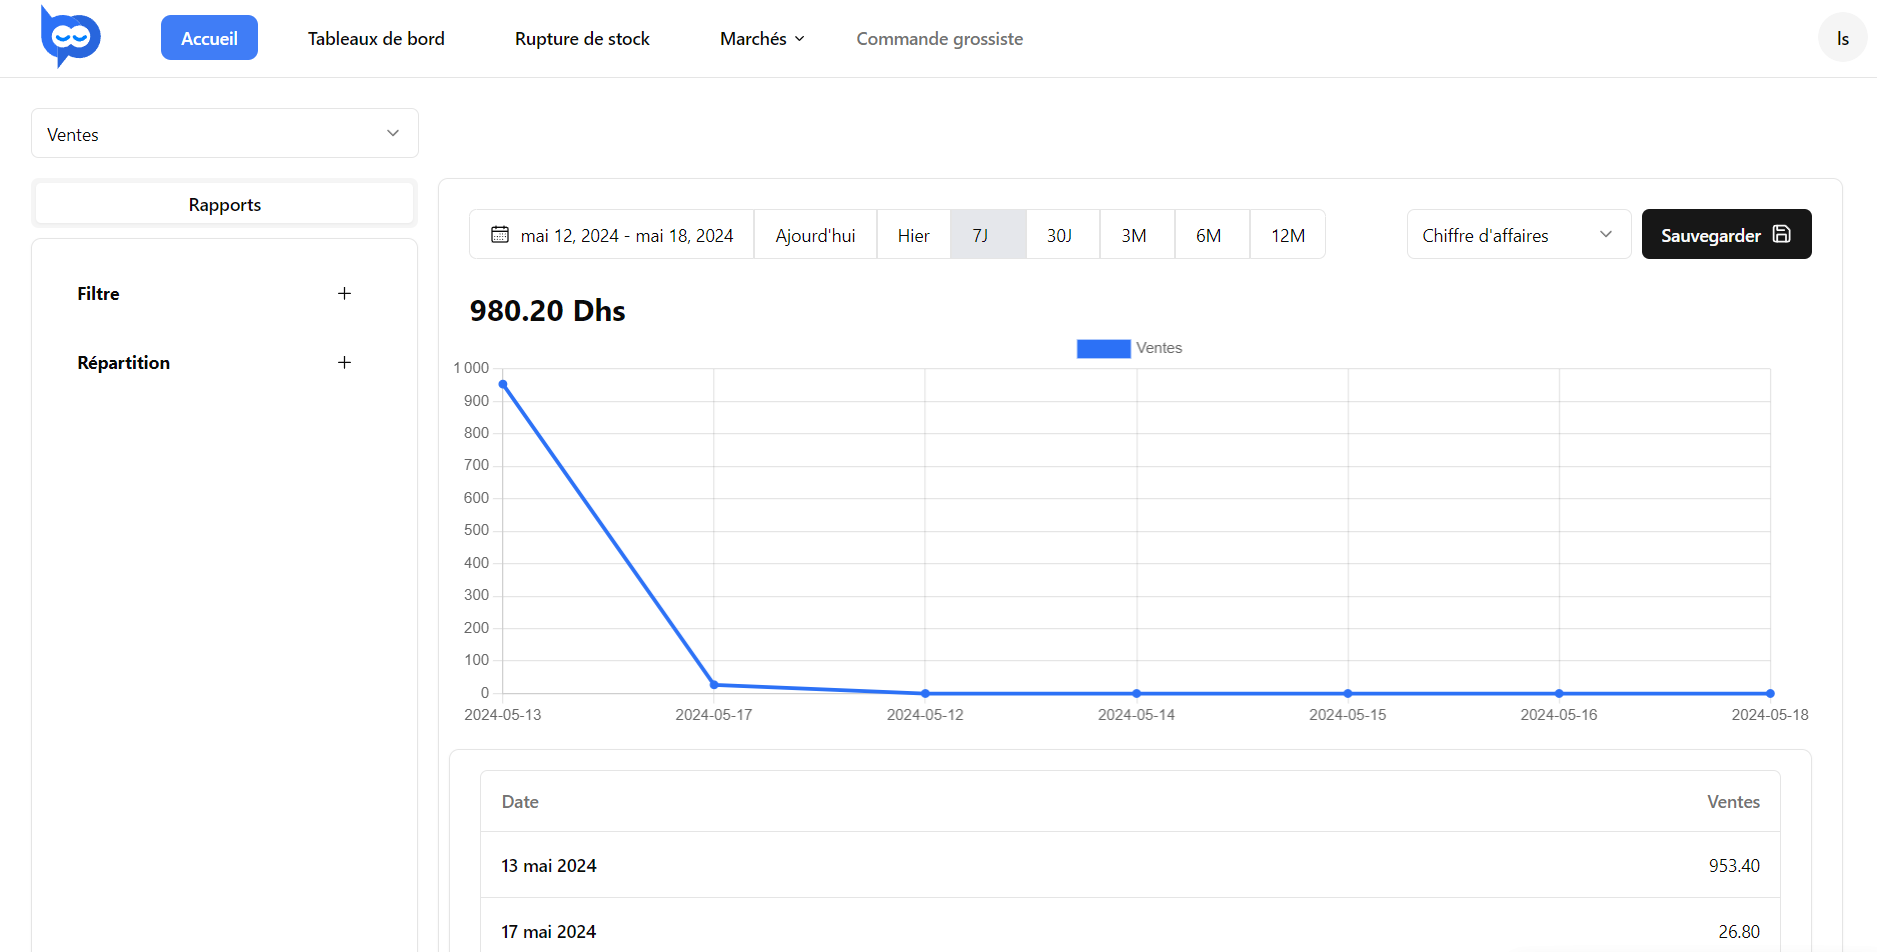 Accueil
Tableaux de bord
Rupture de stock
Marchés
Commande grossiste
ls
Ventes
Rapports
Filtre
Répartition
mai 12, 2024 - mai 18, 2024
Ajourd'hui
Hier
7J
30J
3M
6M
12M
Chiffre d'affaires
Sauvegarder
980.20 Dhs
Ventes
1 000
900
800
700
600
500
400
300
200
100
0
2024-05-13
2024-05-17
2024-05-12
2024-05-14
2024-05-15
2024-05-16
2024-05-18
Date Ventes
13 mai 2024 953.40
17 mai 2024 26.80